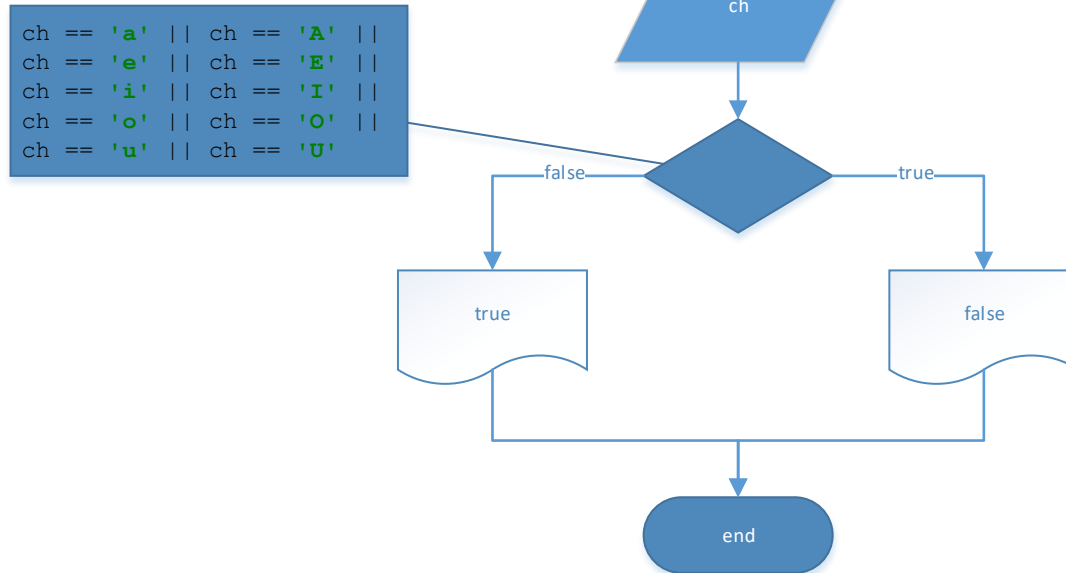 ch == 'a' || ch == 'A' ||
ch == 'e' || ch == 'E' ||
ch == 'i' || ch == 'I' ||
ch == 'o' || ch == 'O' ||
ch == 'u' || ch == 'U'
ch
false
true
true
false
end